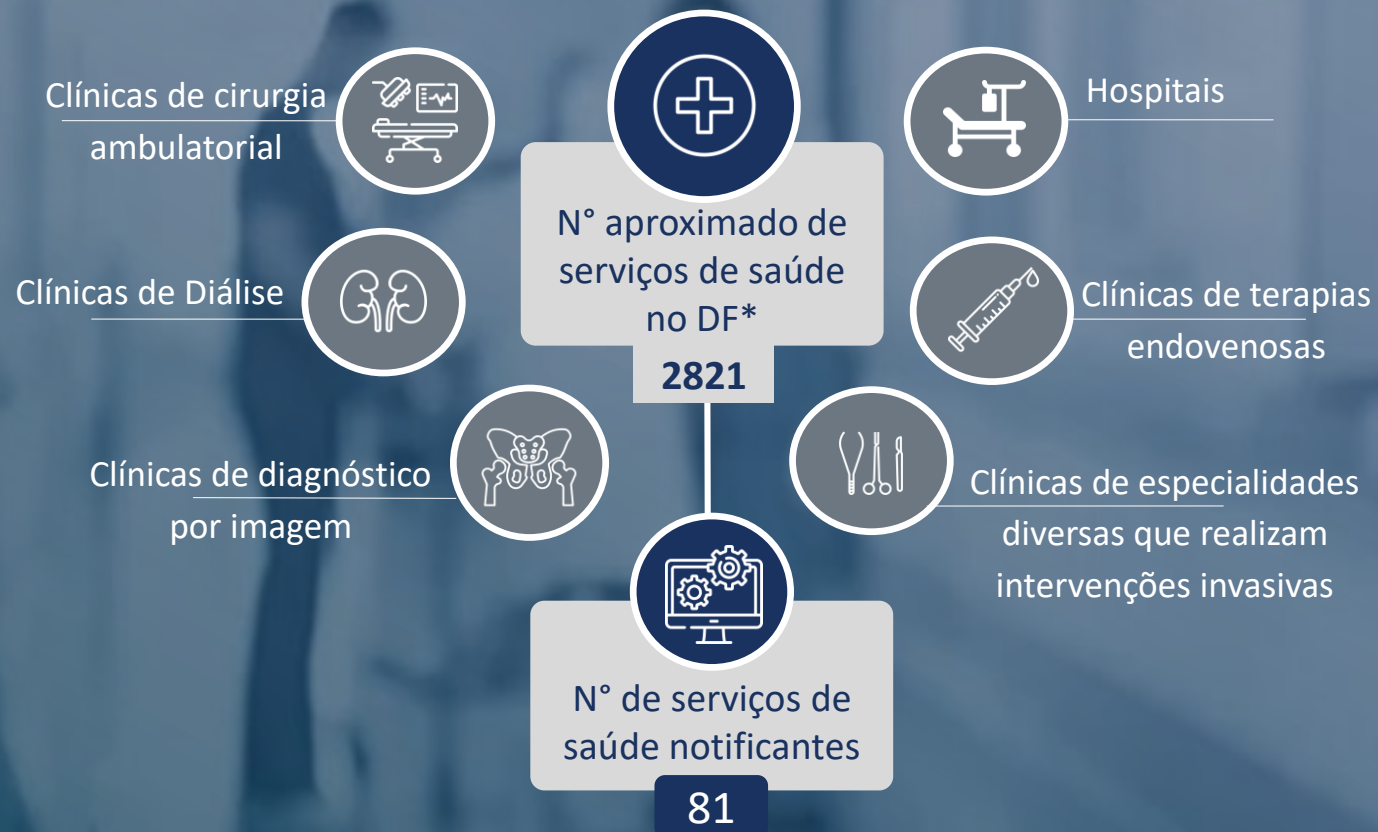 Clínicas de cirurgia
ambulatorial
Clínicas de Diálise
Clínicas de diagnóstico
por imagem
N° aproximado de
serviços de saúde
no DF*
2821
N° de serviços de
saúde notificantes
81
Hospitais
Clínicas de terapias
endovenosas
Clínicas de especialidades
diversas que realizam
intervenções invasivas